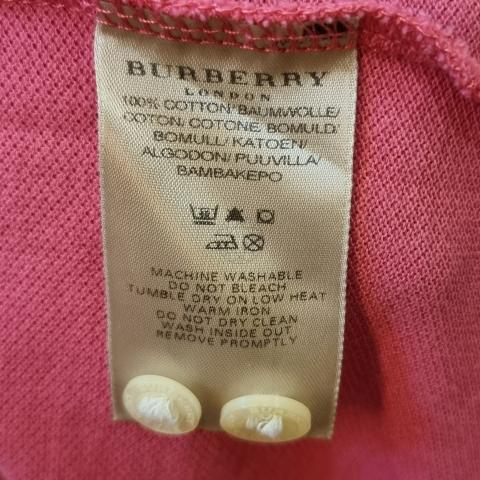 BURBERRY
LONDON
100% COTTON/BAUMWOLLE/
COTON/COTONE BOMULD/
BOMULL/KATOEN/
ALGODON/PUUVILLA/
BAMBAKEPO
MACHINE WASHABLE
DO NOT BLEACH
TUMBLE DRY ON LOW HEAT
WARM IRON
DO NOT DRY CLEAN
WASH INSIDE OUT
REMOVE PROMPTLY